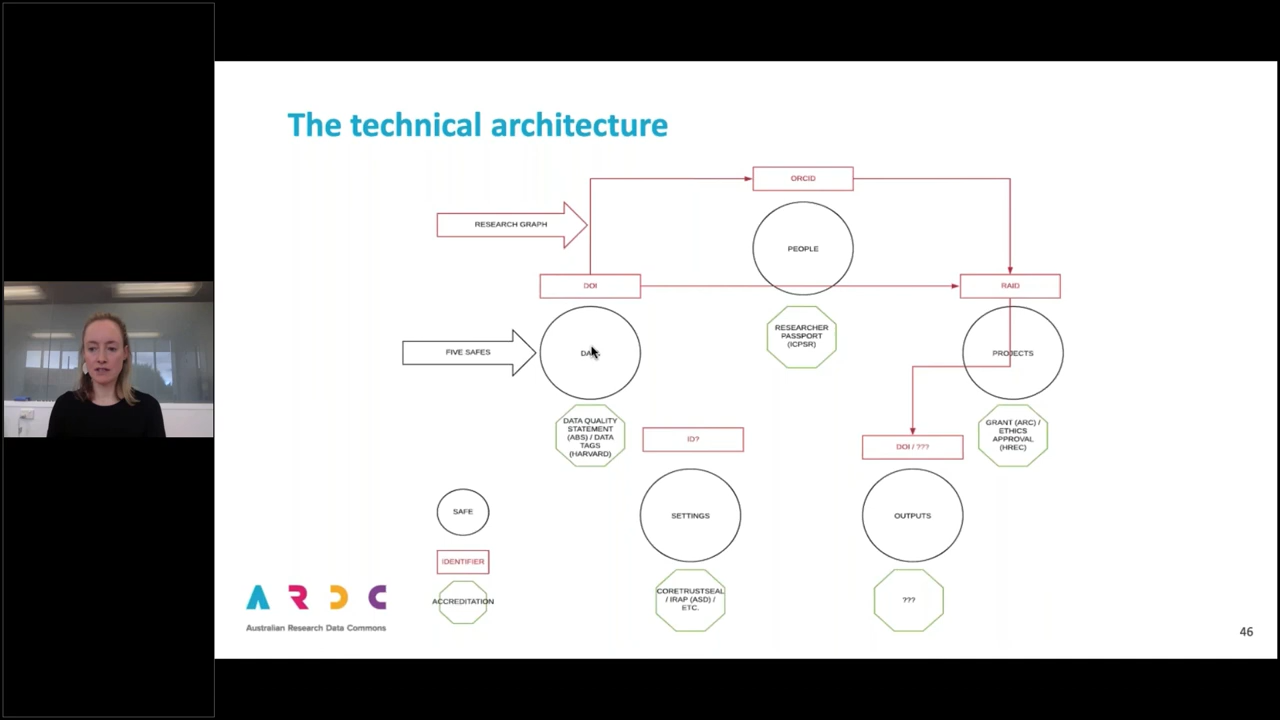 The technical architecture
ORCID
RESEARCH GRAPH
PEOPLE
DOI
RAID
RESEARCHER
PASSPORT
(ICPSR)
FIVE SAFES
PROJECTS
DATA QUALITY
STATEMENT
(ABS) / DATA
TAGS
(HARVARD)
ID?
DOI / ???
GRANT (ARC) /
ETHICS
APPROVAL
(HREC)
SAFE
SETTINGS
OUTPUTS
IDENTIFIER
ACCREDITATION
CORETRUSTSEAL
/ IRAP (ASD) /
ETC.
???
ARDC
Australian Research Data Commons
46